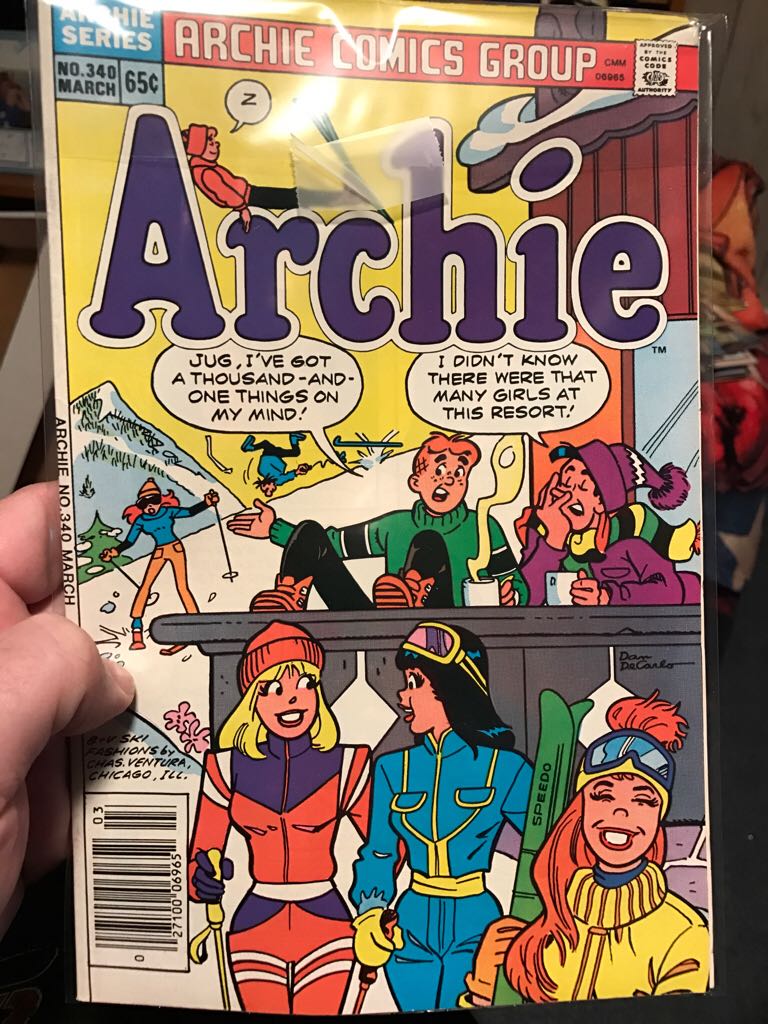 ARCHIE
SERIES
ARCHIE COMICS GROUP
CMM
06965
APPROVED
BY THE
COMICS
CODE
AUTHORITY
NO. 340
MARCH
65¢
Z
Archie
TM
JUG, I'VE GOT
A THOUSAND-AND-
ONE THINGS ON
MY MIND!
I DIDN'T KNOW
THERE WERE THAT
MANY GIRLS AT
THIS RESORT!
ARCHIE NO. 340 MARCH
Dan
DeCarlo
SPEEDO
B+V SKI
FASHIONS by
CHAS. VENTURA,
CHICAGO, ILL.
03
27100 06965
0